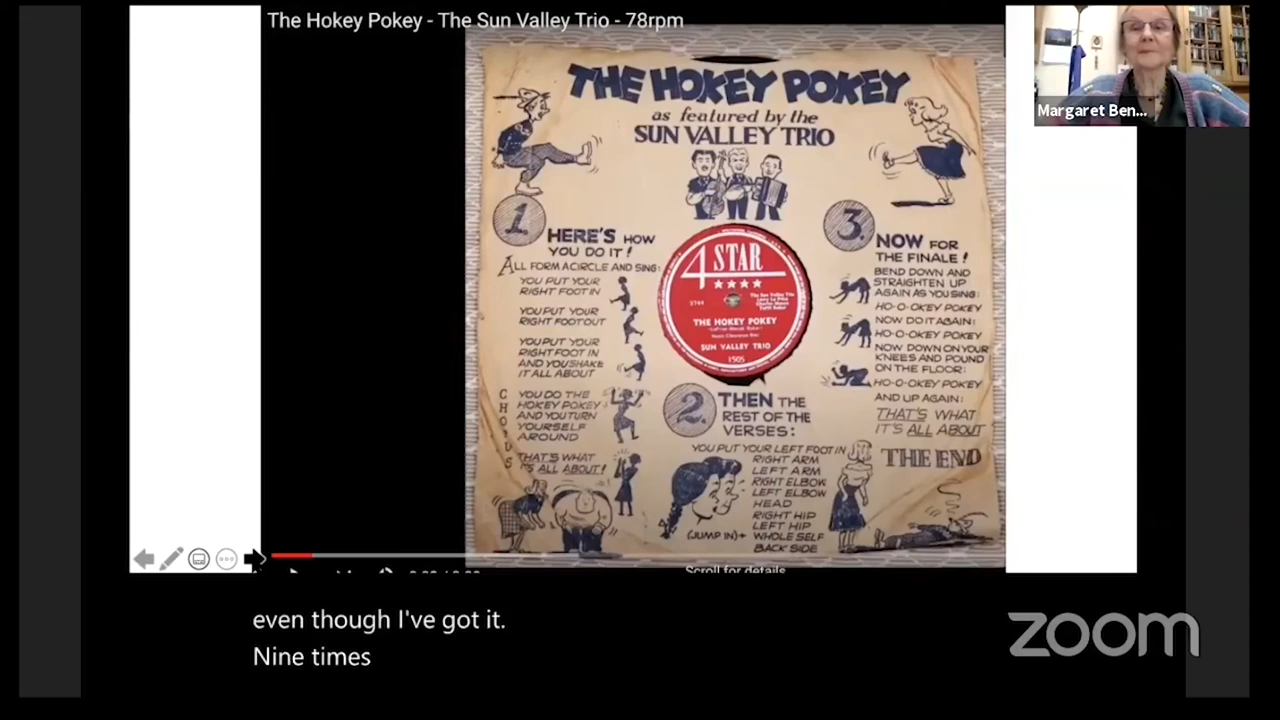 The Hokey Pokey - The Sun Valley Trio - 78rpm
Margaret Ben...
THE HOKEY POKEY
as featured by the
SUN VALLEY TRIO
1.
HERE'S HOW
YOU DO IT!
ALL FORM A CIRCLE AND SING:
YOU PUT YOUR
RIGHT FOOT IN
YOU PUT YOUR
RIGHT FOOT OUT
YOU PUT YOUR
RIGHT FOOT IN
AND YOU SHAKE
IT ALL ABOUT
CHORUS
YOU DO THE
HOKEY POKEY
AND YOU TURN
YOURSELF
AROUND
THAT'S WHAT
IT'S ALL ABOUT!
4 STAR
THE HOKEY POKEY
SUN VALLEY TRIO
1505
2.
THEN THE
REST OF THE
VERSES:
YOU PUT YOUR LEFT FOOT IN
RIGHT ARM
LEFT ARM
RIGHT ELBOW
LEFT ELBOW
HEAD
RIGHT HIP
LEFT HIP
(JUMP IN) WHOLE SELF
BACK SIDE
3.
NOW FOR
THE FINALE!
BEND DOWN AND
STRAIGHTEN UP
AGAIN AS YOU SING:
HO-O-OKEY POKEY
NOW DO IT AGAIN:
HO-O-OKEY POKEY
NOW DOWN ON YOUR
KNEES AND POUND
ON THE FLOOR:
HO-O-OKEY POKEY
AND UP AGAIN:
THAT'S WHAT
IT'S ALL ABOUT
THE END
Scroll for details
even though I've got it.
Nine times
zoom